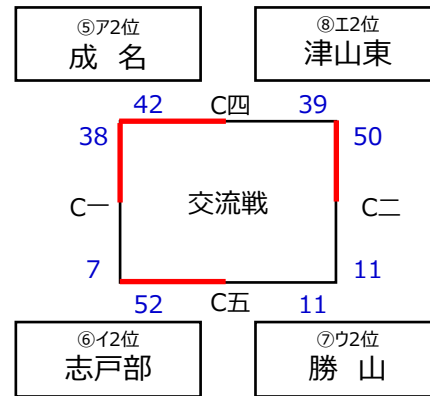 ⑤ア2位
成 名
⑧エ2位
津山東
42 C四 39
38 50
C一 交流戦 C二
7 11
52 C五 11
⑥イ2位
志戸部
⑦ウ2位
勝 山